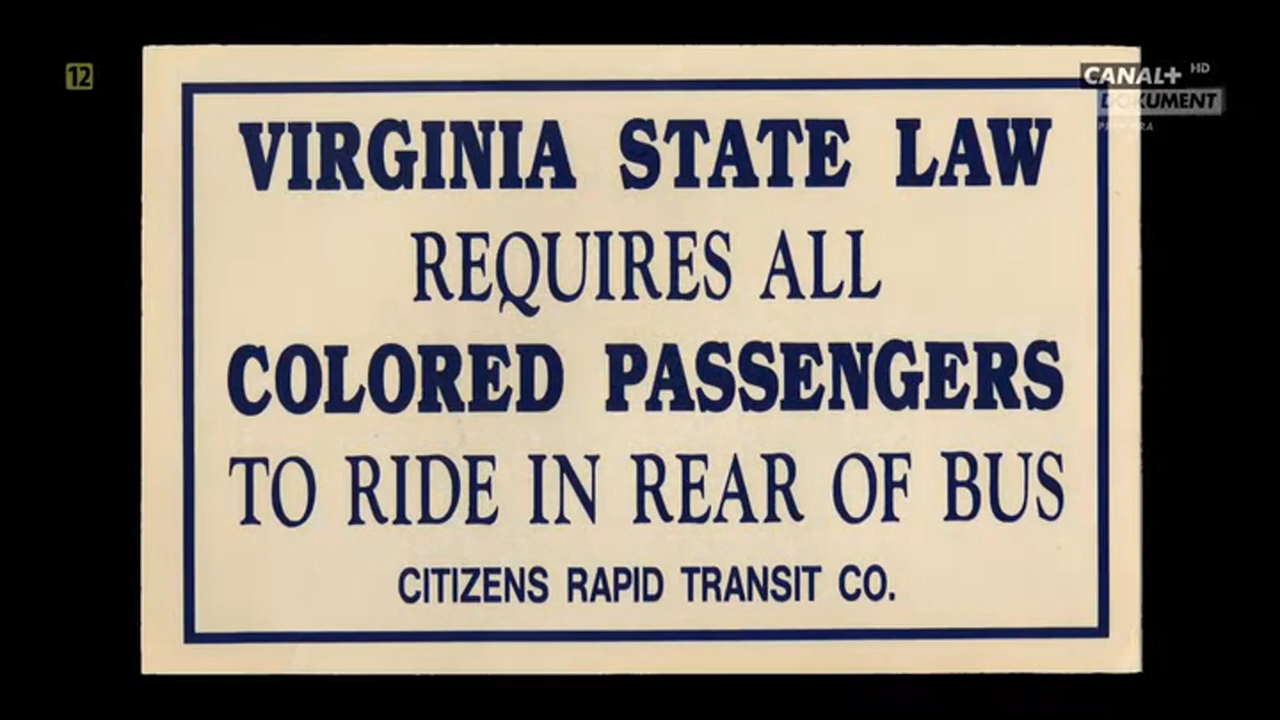 12
CANAL+ HD
DOKUMENT
PREMIERA
VIRGINIA STATE LAW
REQUIRES ALL
COLORED PASSENGERS
TO RIDE IN REAR OF BUS
CITIZENS RAPID TRANSIT CO.